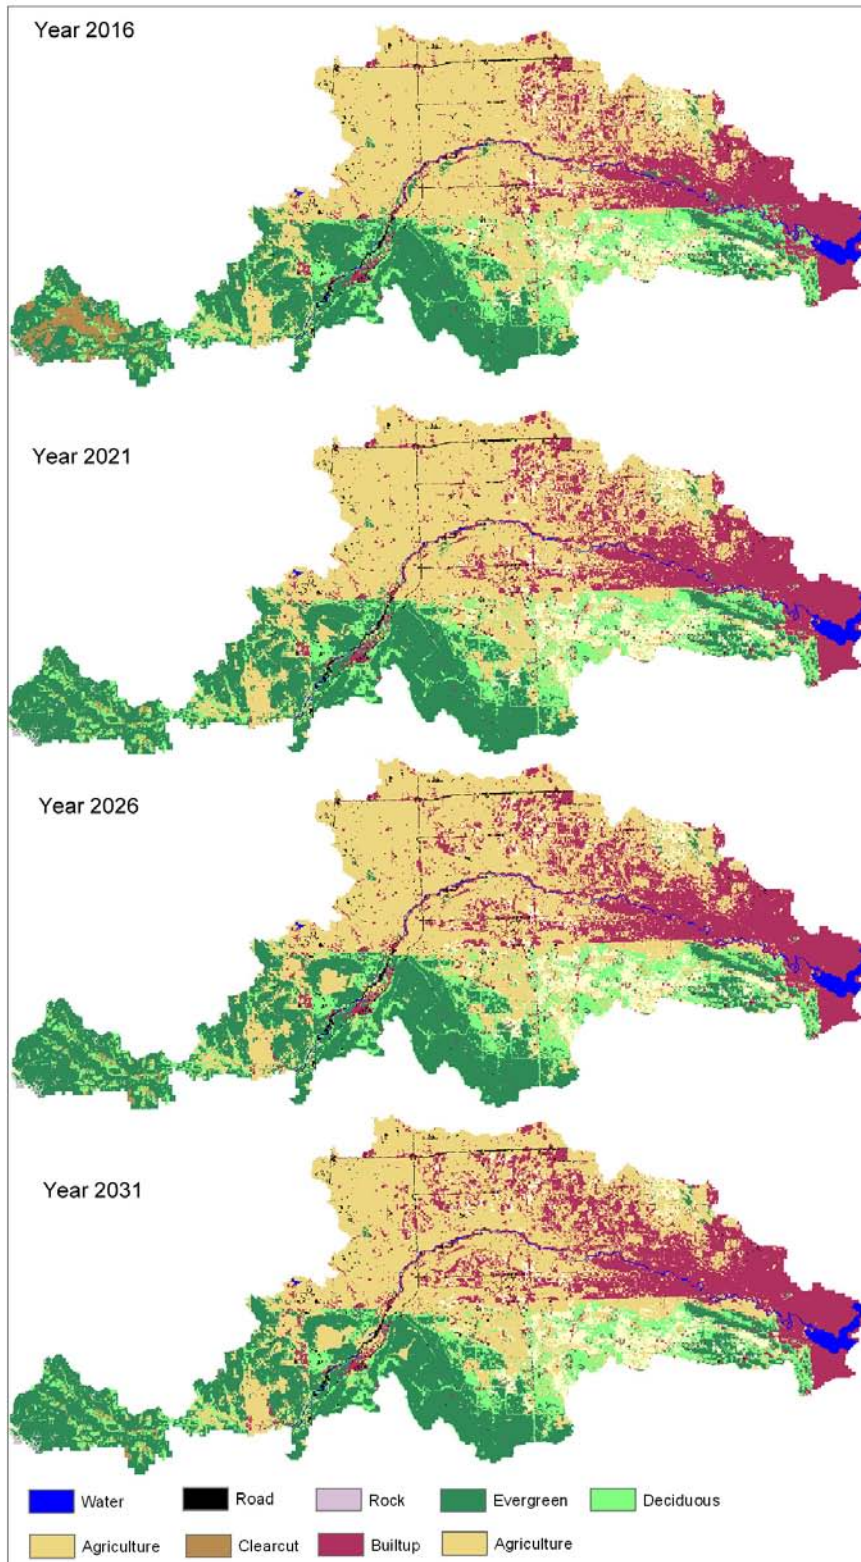 Year 2016
Year 2021
Year 2026
Year 2031
Water Road Rock Evergreen Deciduous
Agriculture Clearcut Builtup Agriculture